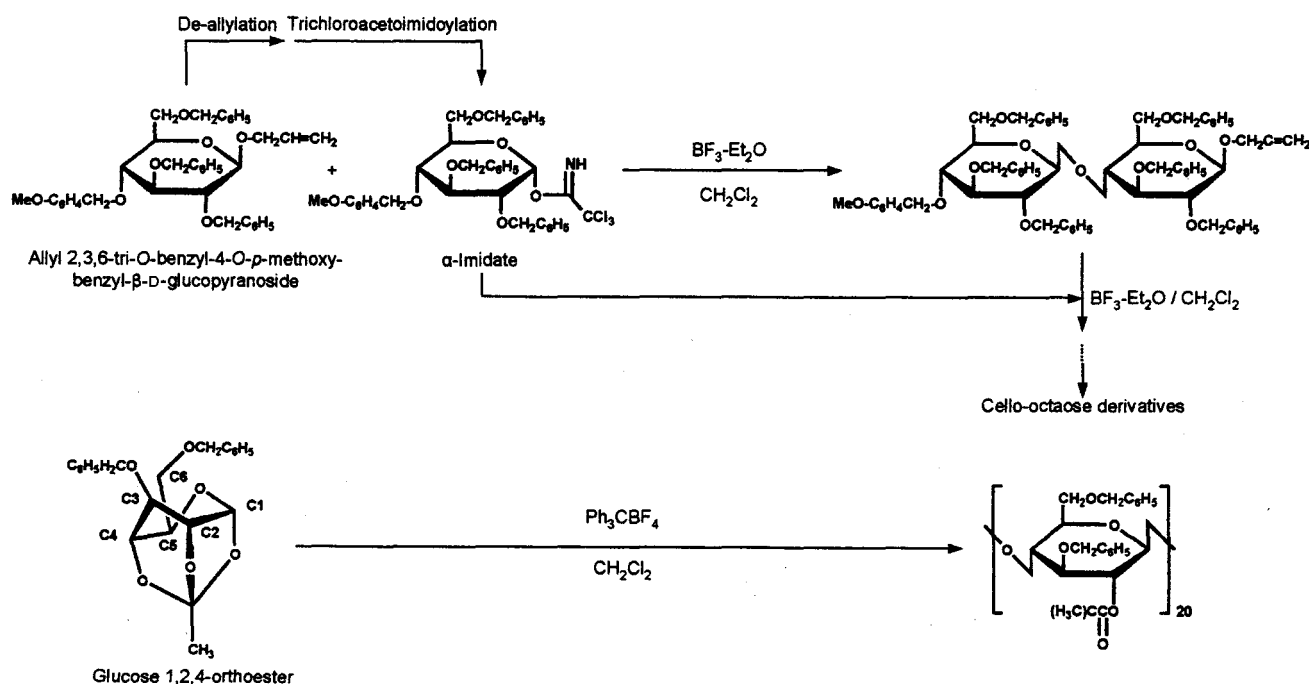 De-allylation Trichloroacetoimidoylation
CH₂OCH₂C₆H₅
O
O-CH₂CH=CH₂
OCH₂C₆H₅
MeO-C₆H₄CH₂-O
OCH₂C₆H₅
Allyl 2,3,6-tri-O-benzyl-4-O-p-methoxy-
benzyl-β-D-glucopyranoside
+
CH₂OCH₂C₆H₅
O
OCH₂C₆H₅
NH
MeO-C₆H₄CH₂-O
O
CCl₃
OCH₂C₆H₅
α-Imidate
BF₃-Et₂O
CH₂Cl₂
CH₂OCH₂C₆H₅
O
OCH₂C₆H₅
MeO-C₆H₄CH₂-O
OCH₂C₆H₅
O
CH₂OCH₂C₆H₅
O
O-CH₂CH=CH₂
OCH₂C₆H₅
OCH₂C₆H₅
BF₃-Et₂O / CH₂Cl₂
Cello-octaose derivatives
OCH₂C₆H₅
C₆H₅H₂CO
C6
O
C3
C1
C4
C5
C2
O
O
O
CH₃
Glucose 1,2,4-orthoester
Ph₃CBF₄
CH₂Cl₂
CH₂OCH₂C₆H₅
O
O
OCH₂C₆H₅
(H₃C)CCO
O
20